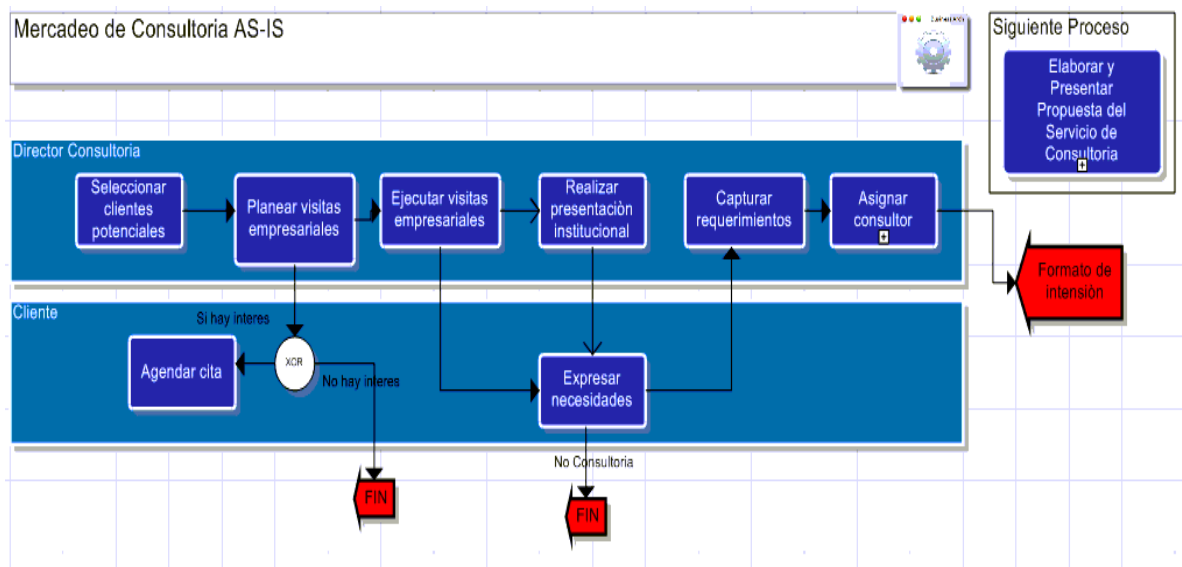 Mercadeo de Consultoria AS-IS
Siguiente Proceso
Elaborar y
Presentar
Propuesta del
Servicio de
Consultoria
Director Consultoria
Seleccionar
clientes
potenciales
Planear visitas
empresariales
Ejecutar visitas
empresariales
Realizar
presentaciòn
institucional
Capturar
requerimientos
Asignar
consultor
Formato de
intensión
Cliente
Si hay interes
Agendar cita
XOR
No hay interes
Expresar
necesidades
No Consultoria
FIN
FIN